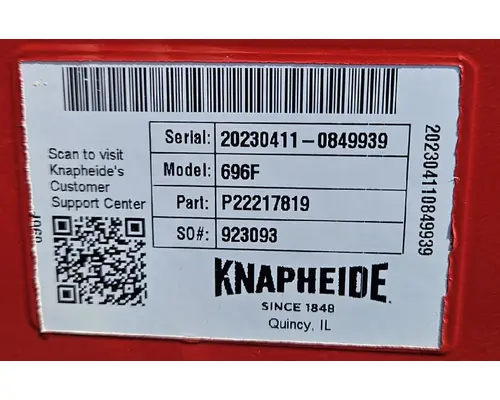 Scan to visit
Knapheide's
Customer
Support Center
Serial: 20230411-0849939
Model: 696F
Part: P22217819
SO#: 923093
202304110849939
KNAPHEIDE
SINCE 1848
Quincy, IL